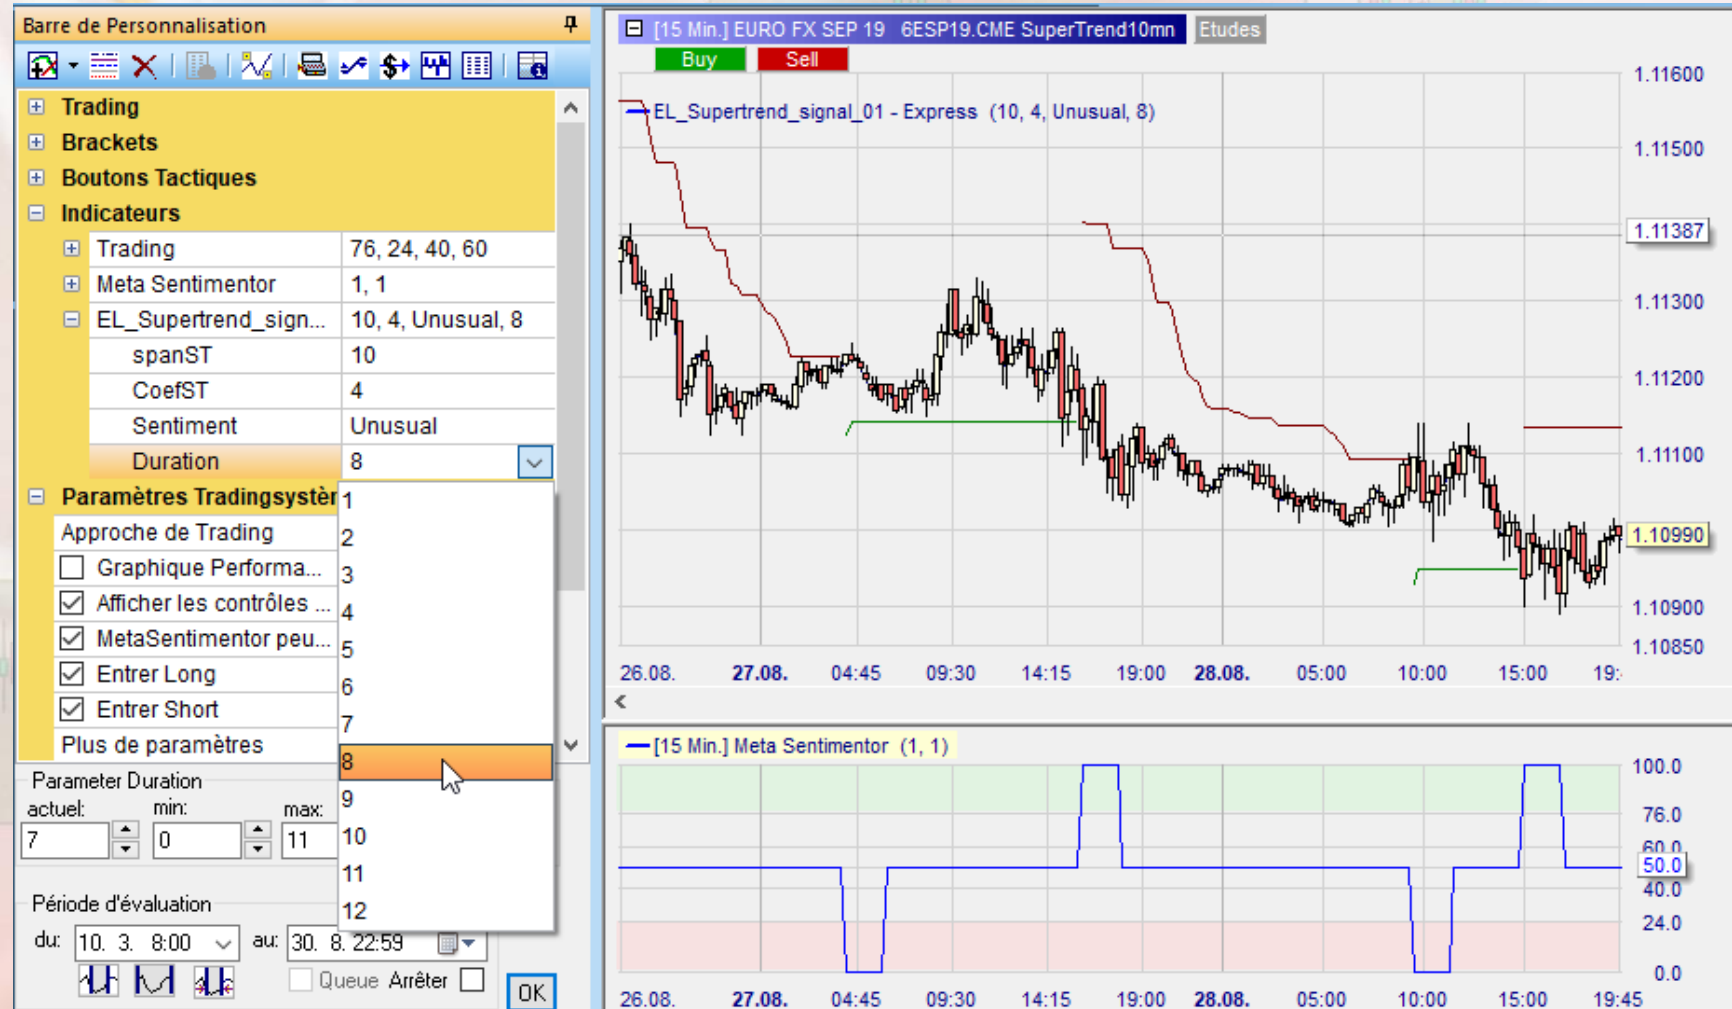 Barre de Personnalisation
Trading
Brackets
Boutons Tactiques
Indicateurs
Trading 76, 24, 40, 60
Meta Sentimentor 1, 1
EL_Supertrend_sign... 10, 4, Unusual, 8
spanST 10
CoefST 4
Sentiment Unusual
Duration 8
Paramètres Tradingsystèm
Approche de Trading
Graphique Performa...
Afficher les contrôles ...
MetaSentimentor peu...
Entrer Long
Entrer Short
Plus de paramètres
1
2
3
4
5
6
7
8
9
10
11
12
Parameter Duration
actuel: min: max:
7 0 11
Période d'évaluation
du: 10. 3. 8:00 au: 30. 8. 22:59
Queue Arrêter
OK
[15 Min.] EURO FX SEP 19 6ESP19.CME SuperTrend10mn Etudes
Buy Sell
EL_Supertrend_signal_01 - Express (10, 4, Unusual, 8)
1.11600
1.11500
1.11387
1.11300
1.11200
1.11100
1.10990
1.10900
1.10850
26.08. 27.08. 04:45 09:30 14:15 19:00 28.08. 05:00 10:00 15:00 19:
[15 Min.] Meta Sentimentor (1, 1)
100.0
76.0
60.0
50.0
40.0
24.0
0.0
26.08. 27.08. 04:45 09:30 14:15 19:00 28.08. 05:00 10:00 15:00 19:45